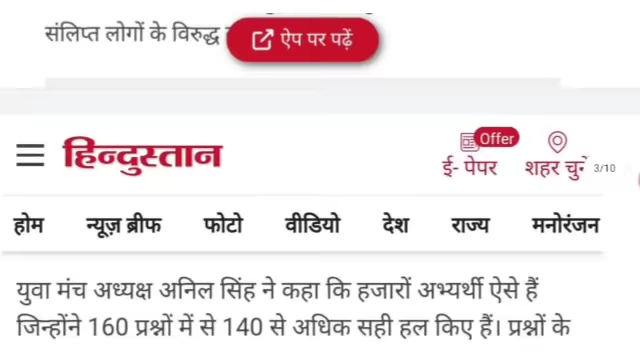 संलिप्त लोगों के विरुद्ध
ऐप पर पढ़ें
हिन्दुस्तान
Offer
ई- पेपर
शहर चुनें
3/10
होम न्यूज़ ब्रीफ फोटो वीडियो देश राज्य मनोरंजन
युवा मंच अध्यक्ष अनिल सिंह ने कहा कि हजारों अभ्यर्थी ऐसे हैं
जिन्होंने 160 प्रश्नों में से 140 से अधिक सही हल किए हैं। प्रश्नों के